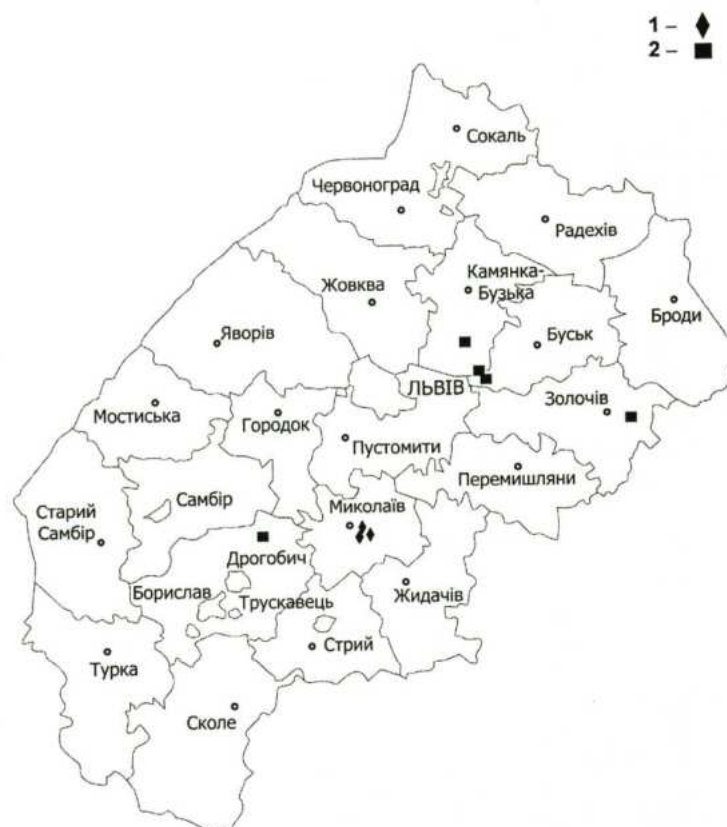 1 –
2 –
Сокаль
Червоноград
Радехів
Камянка-
Бузька
Жовква
Броди
Яворів
Буськ
ЛЬВІВ
Золочів
Мостиська
Городок
Пустомити
Перемишляни
Самбір
Миколаїв
Старий
Самбір
Дрогобич
Борислав
Трускавець
Жидачів
Стрий
Турка
Сколе